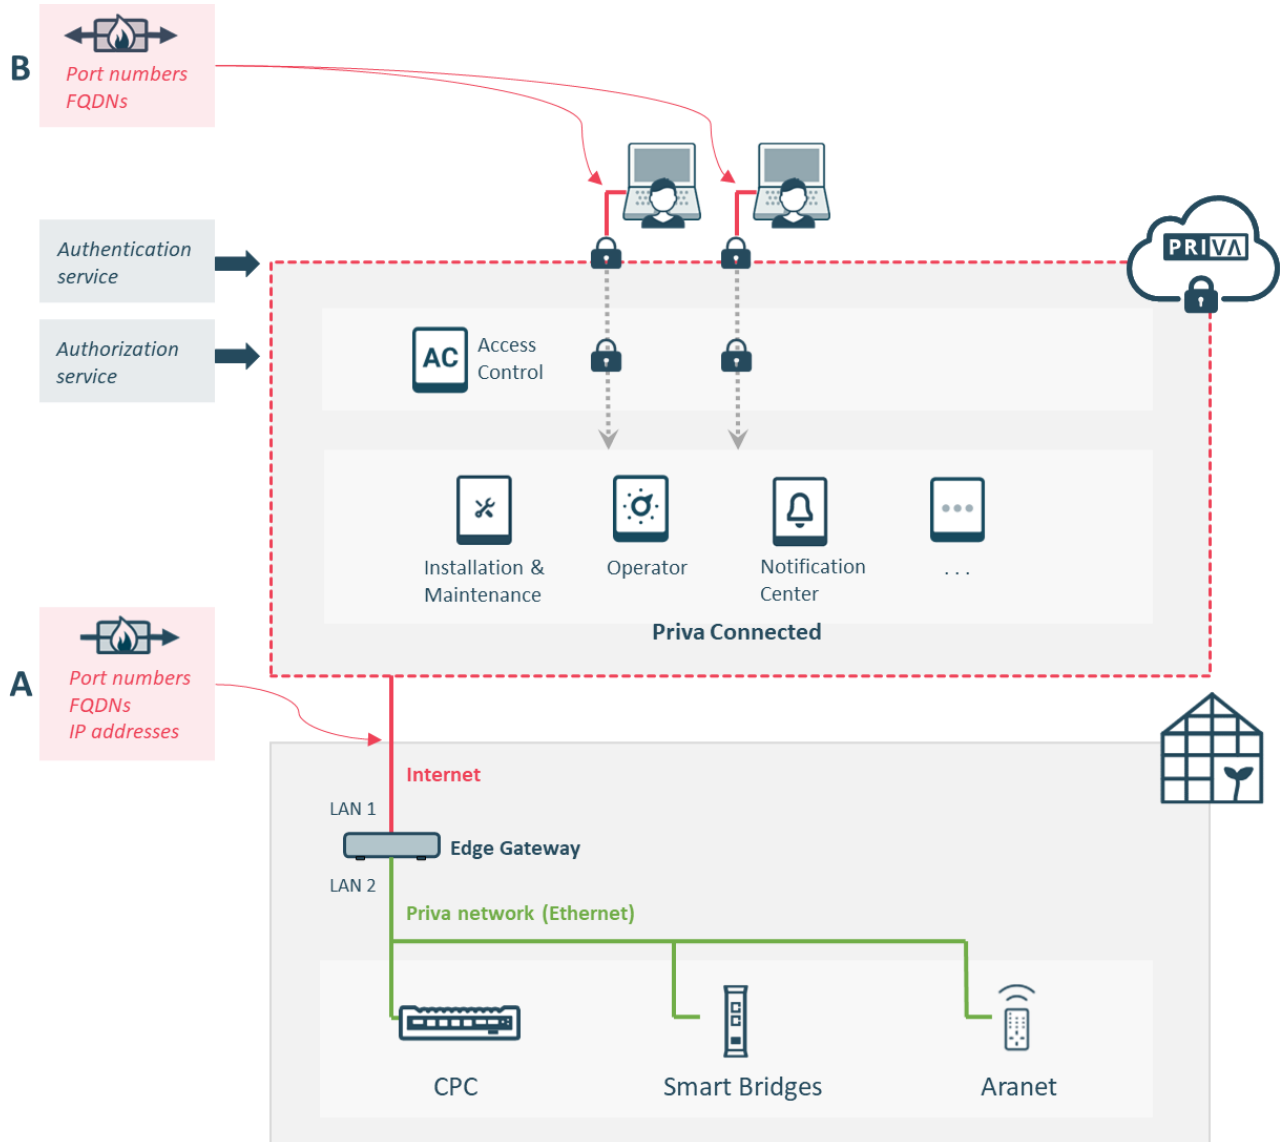 B
Port numbers
FQDNs
Authentication
service
PRIVA
Authorization
service
AC
Access
Control
Installation &
Maintenance
Operator
Notification
Center
. . .
Priva Connected
A
Port numbers
FQDNs
IP addresses
Internet
LAN 1
Edge Gateway
LAN 2
Priva network (Ethernet)
CPC
Smart Bridges
Aranet